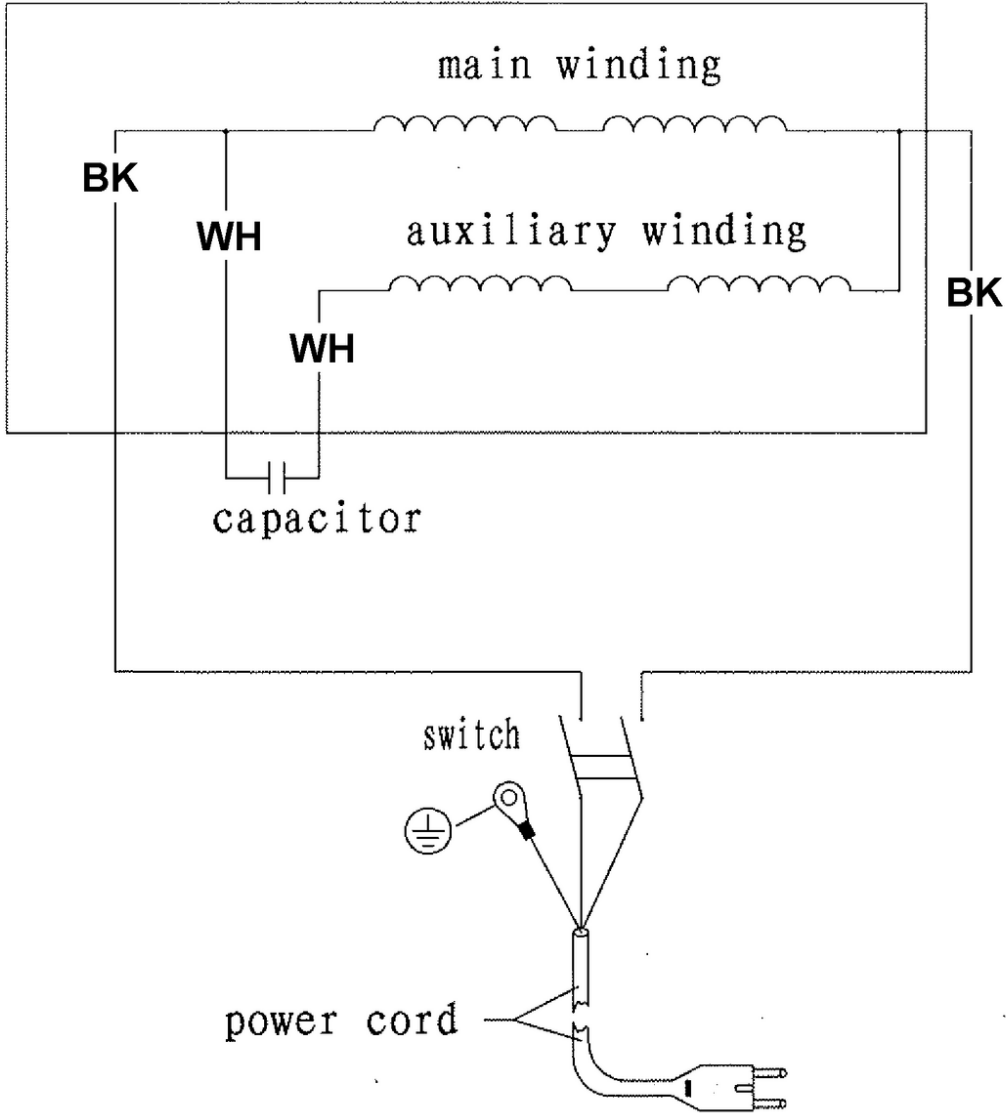 main winding
BK
WH
auxiliary winding
BK
WH
capacitor
switch
power cord